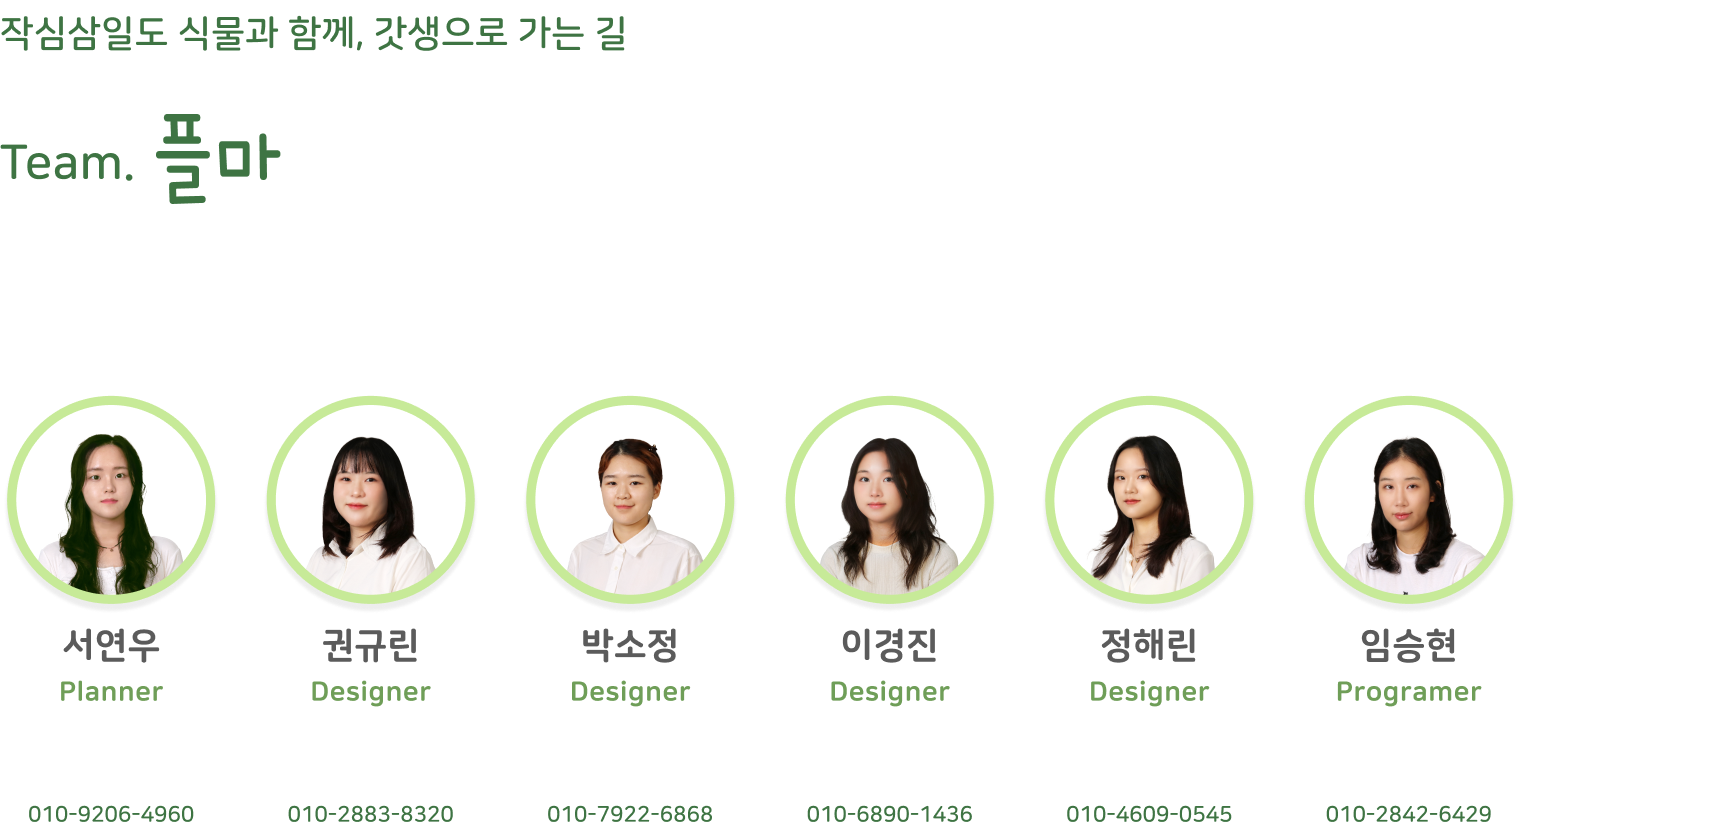 작심삼일도 식물과 함께, 갓생으로 가는 길
Team. 플마
서연우 권규린 박소정 이경진 정해린 임승현
Planner Designer Designer Designer Designer Programer
010-9206-4960 010-2883-8320 010-7922-6868 010-6890-1436 010-4609-0545 010-2842-6429